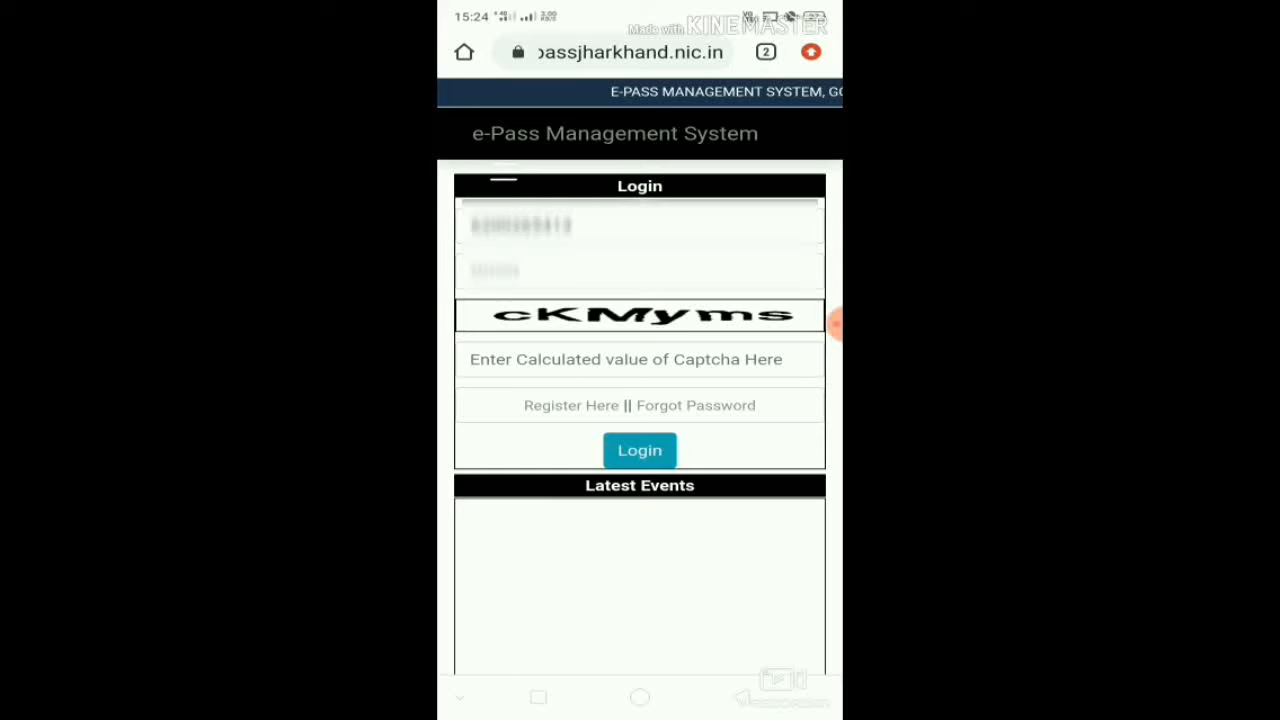 15:24
Made with KINEMASTER
passjharkhand.nic.in
2
E-PASS MANAGEMENT SYSTEM, GO
e-Pass Management System
Login
cKMyms
Enter Calculated value of Captcha Here
Register Here || Forgot Password
Login
Latest Events